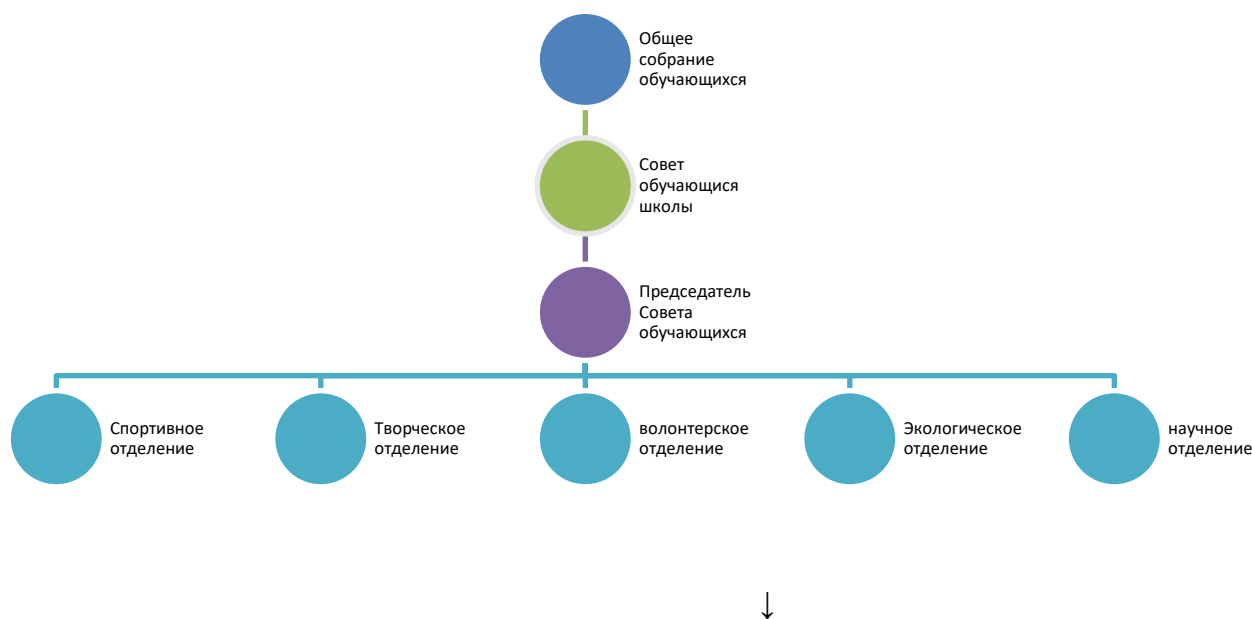 Общее
собрание
обучающихся
Совет
обучающися
школы
Председатель
Совета
обучающихся
Спортивное
отделение
Творческое
отделение
волонтерское
отделение
Экологическое
отделение
научное
отделение
↓